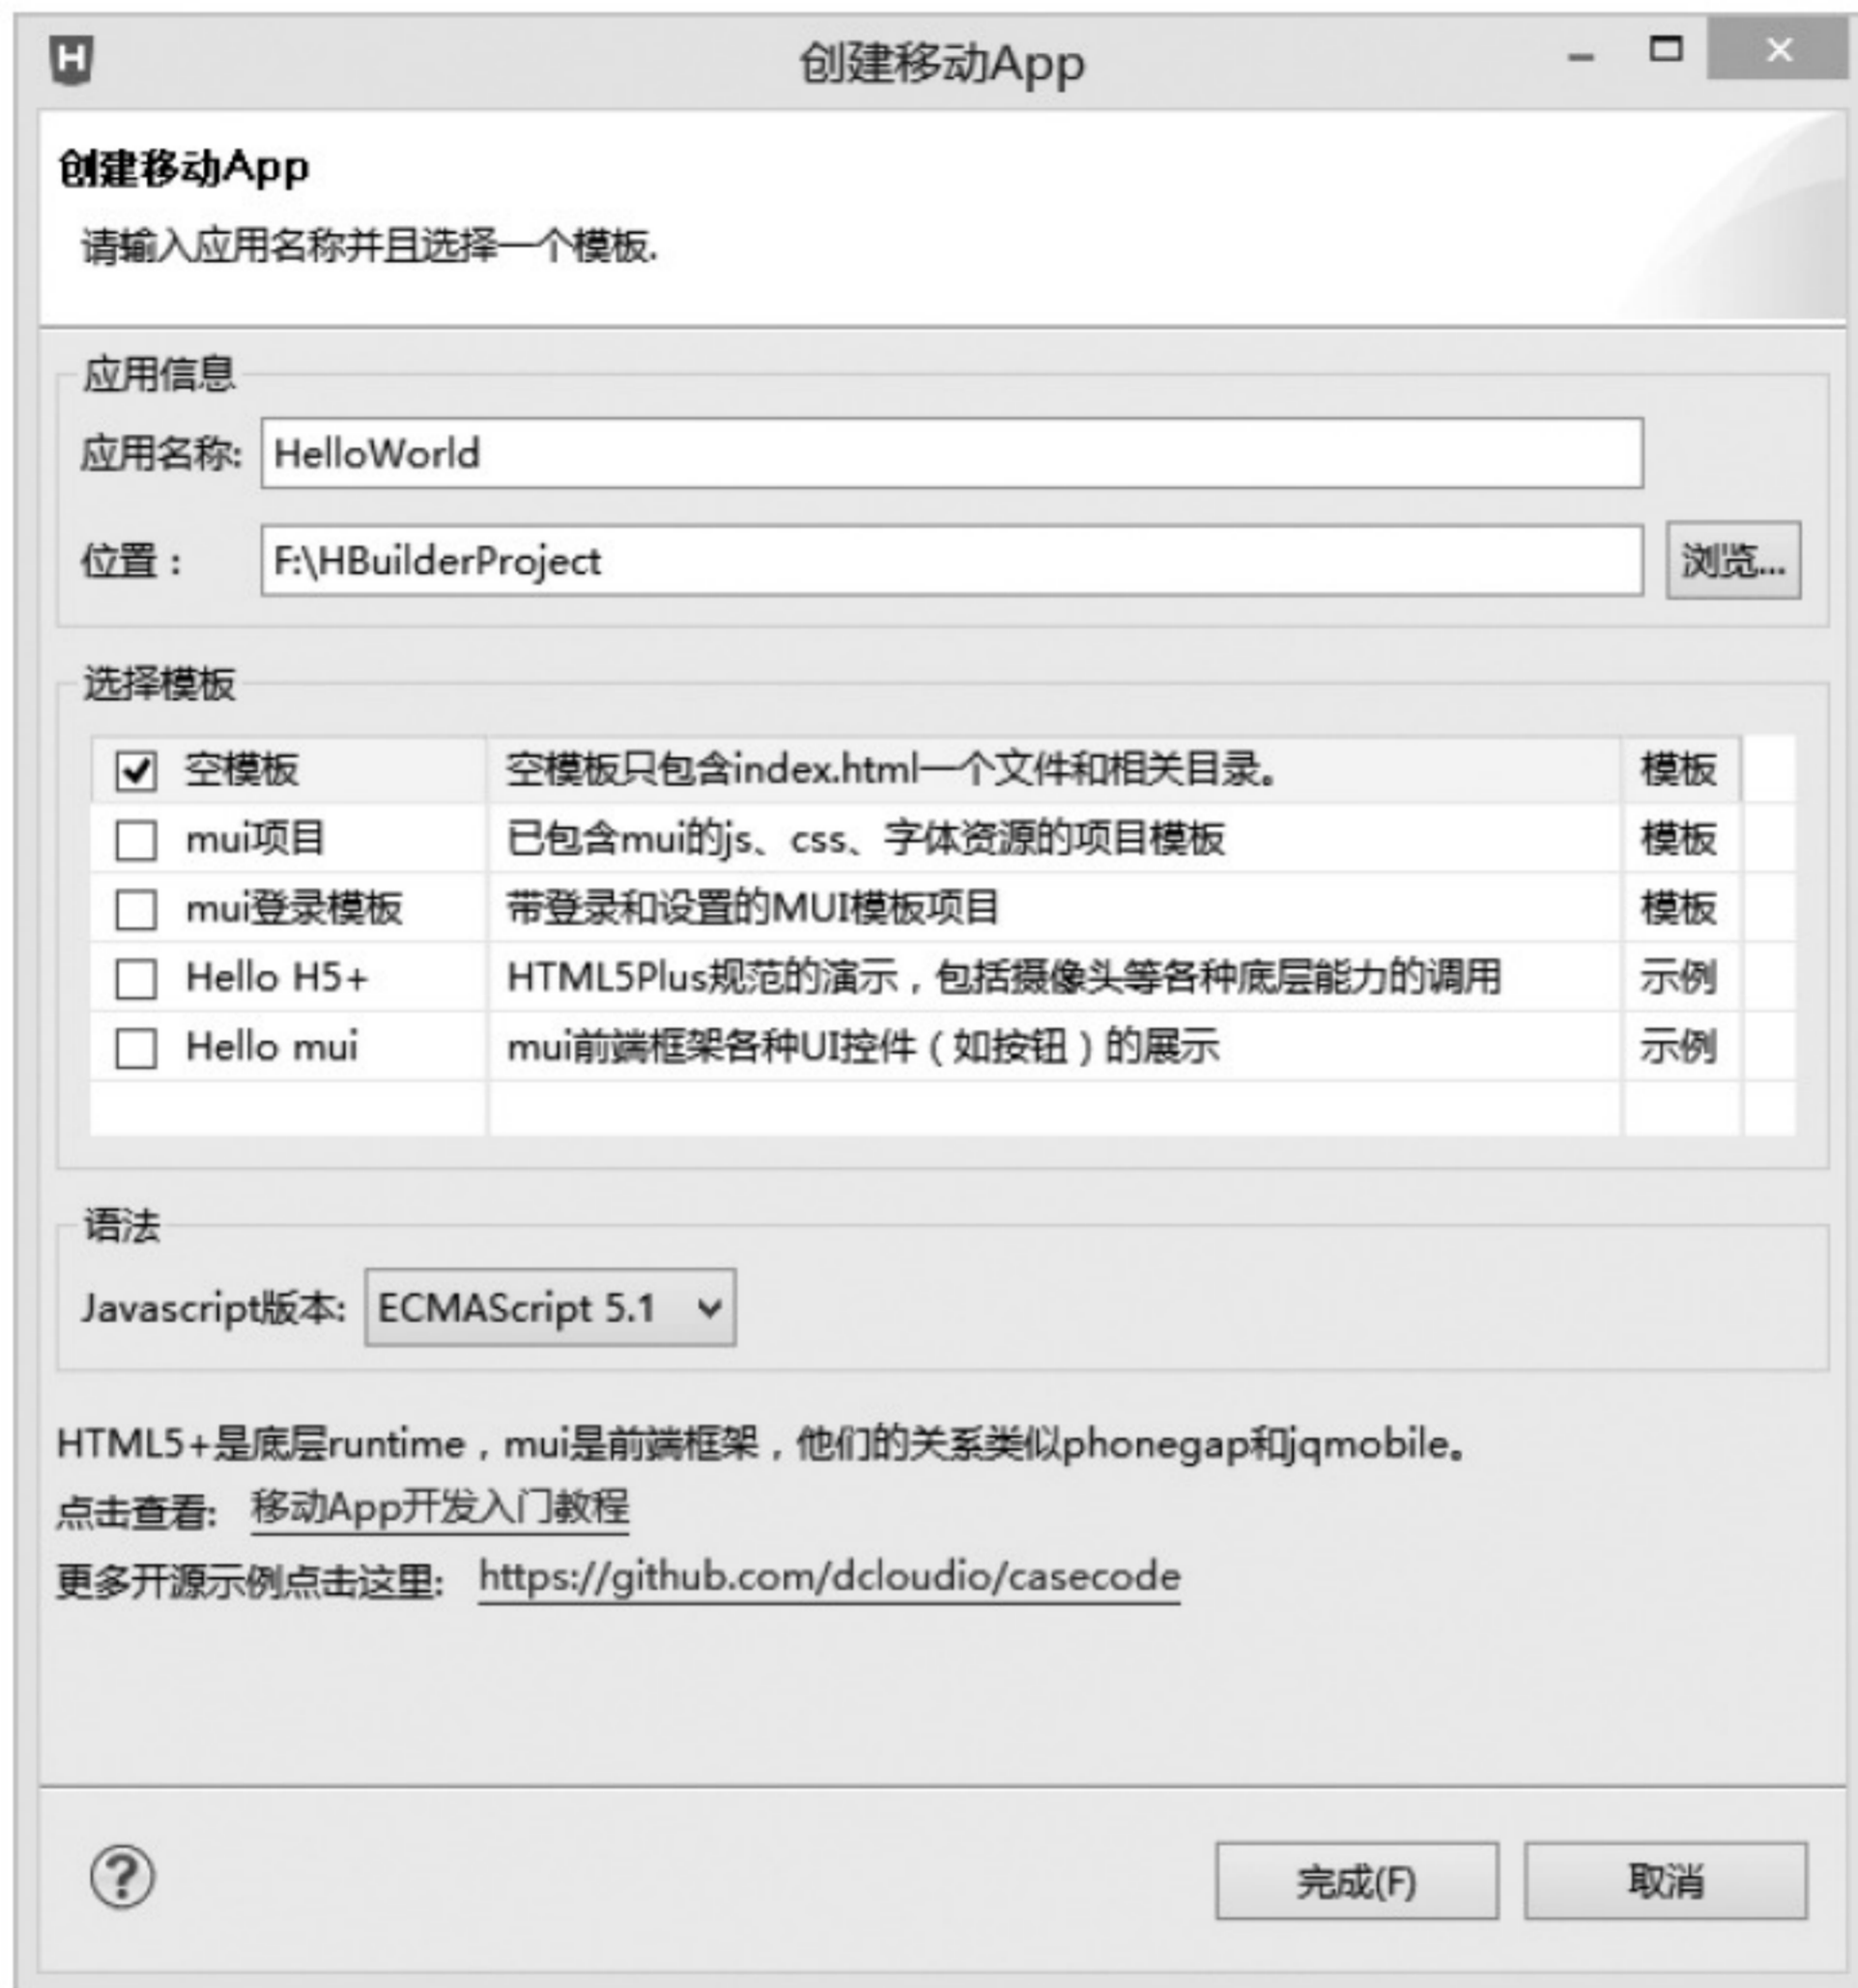 H
创建移动App
创建移动App
请输入应用名称并且选择一个模板.
应用信息
应用名称: HelloWorld
位置： F:\HBuilderProject 浏览...
选择模板
空模板 空模板只包含index.html一个文件和相关目录。 模板
mui项目 已包含mui的js、css、字体资源的项目模板 模板
mui登录模板 带登录和设置的MUI模板项目 模板
Hello H5+ HTML5Plus规范的演示，包括摄像头等各种底层能力的调用 示例
Hello mui mui前端框架各种UI控件（如按钮）的展示 示例
语法
Javascript版本: ECMAScript 5.1
HTML5+是底层runtime，mui是前端框架，他们的关系类似phonegap和jqmobile。
点击查看: 移动App开发入门教程
更多开源示例点击这里: https://github.com/dcloudio/casecode
? 完成(F) 取消